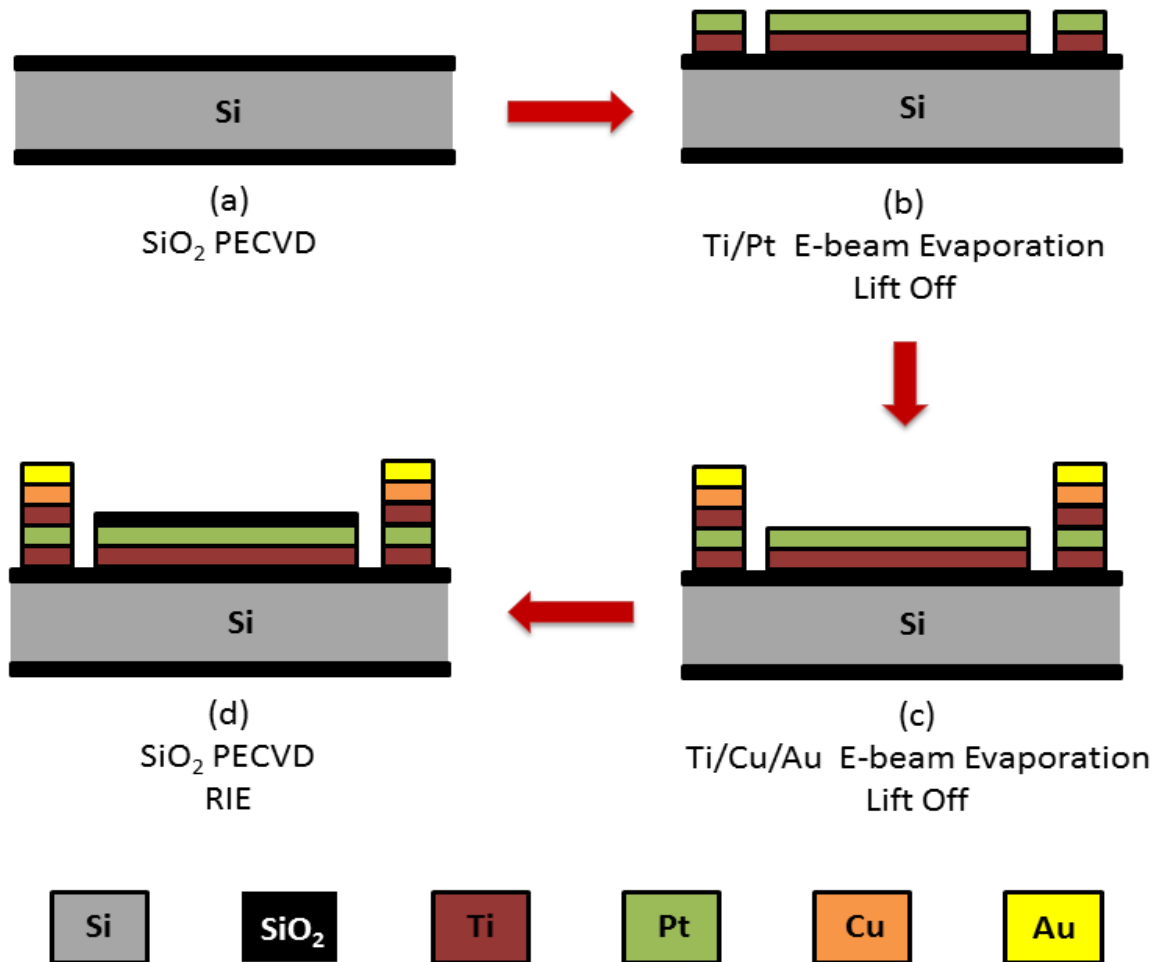 Si
(a)
SiO₂ PECVD
Si
(b)
Ti/Pt E-beam Evaporation
Lift Off
Si
(d)
SiO₂ PECVD
RIE
Si
(c)
Ti/Cu/Au E-beam Evaporation
Lift Off
Si
SiO₂
Ti
Pt
Cu
Au